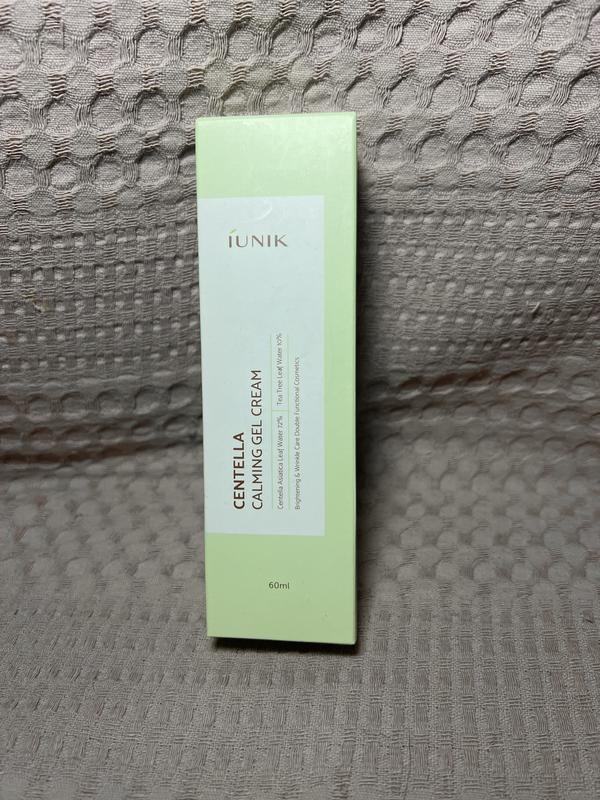 iUNIK
CENTELLA
CALMING GEL CREAM
Centella Asiatica Leaf Water 72% | Tea Tree Leaf Water 10%
Brightening & Wrinkle Care Double Functional Cosmetics
60ml